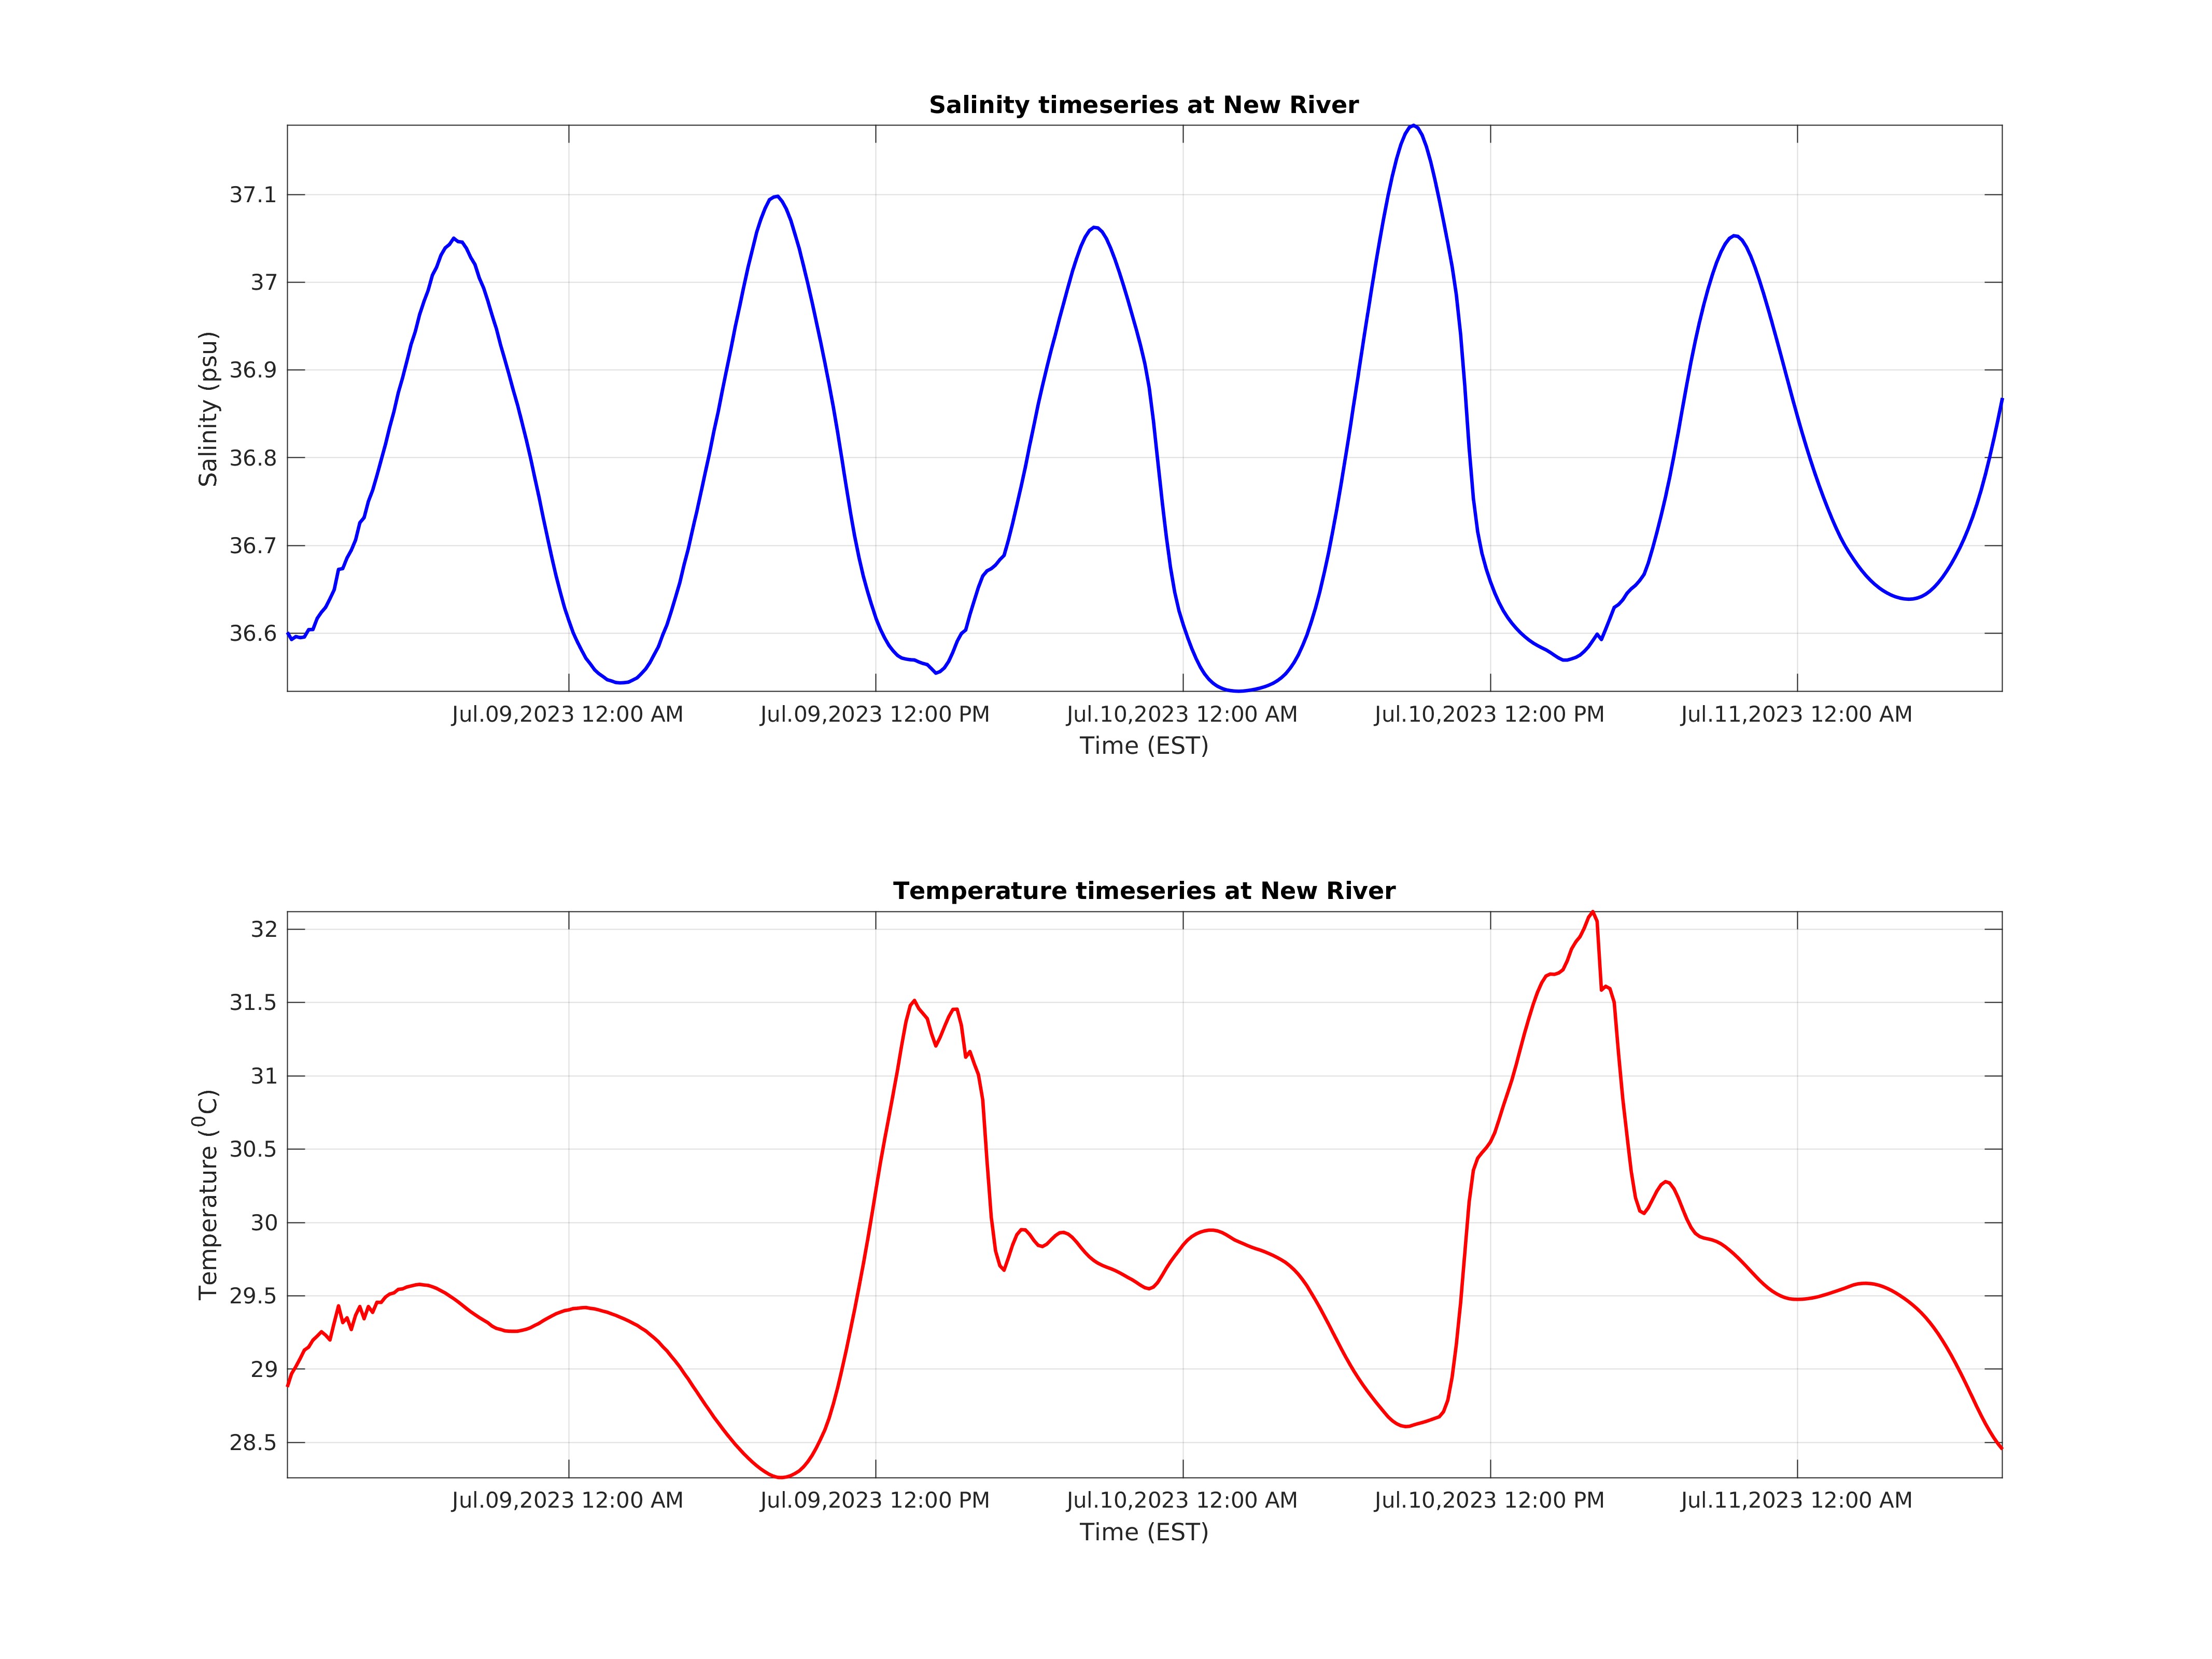 Salinity timeseries at New River
37.1
37
36.9
36.8
36.7
36.6
Salinity (psu)
Jul.09,2023 12:00 AM Jul.09,2023 12:00 PM Jul.10,2023 12:00 AM Jul.10,2023 12:00 PM Jul.11,2023 12:00 AM
Time (EST)
Temperature timeseries at New River
32
31.5
31
30.5
30
29.5
29
28.5
Temperature (⁰C)
Jul.09,2023 12:00 AM Jul.09,2023 12:00 PM Jul.10,2023 12:00 AM Jul.10,2023 12:00 PM Jul.11,2023 12:00 AM
Time (EST)